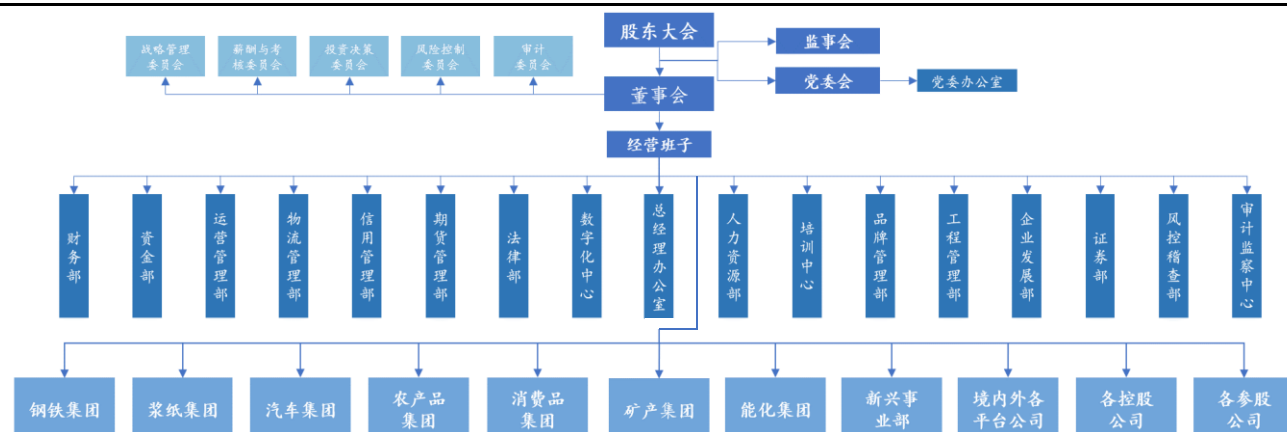 股东大会
监事会
战略管理
委员会
薪酬与考
核委员会
投资决策
委员会
风险控制
委员会
审计
委员会
党委会
党委办公室
董事会
经营班子
财务部
资金部
运营管理部
物流管理部
信用管理部
期货管理部
法律部
数字化中心
总经理办公室
人力资源部
培训中心
品牌管理部
工程管理部
企业发展部
证券部
风控稽查部
审计监察中心
钢铁集团
浆纸集团
汽车集团
农产品
集团
消费品
集团
矿产集团
能化集团
新兴事
业部
境内外各
平台公司
各控股
公司
各参股
公司